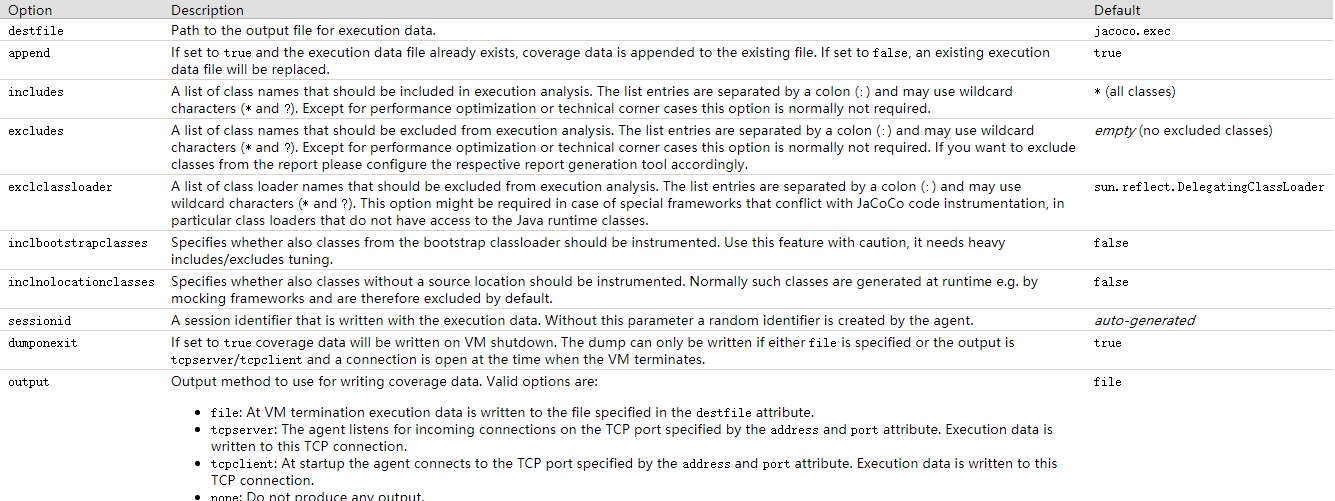 Option Description Default
destfile Path to the output file for execution data. jacoco.exec
append If set to true and the execution data file already exists, coverage data is appended to the existing file. If set to false, an existing execution true
data file will be replaced.
includes A list of class names that should be included in execution analysis. The list entries are separated by a colon (:) and may use wildcard * (all classes)
characters (* and ?). Except for performance optimization or technical corner cases this option is normally not required.
excludes A list of class names that should be excluded from execution analysis. The list entries are separated by a colon (:) and may use wildcard empty (no excluded classes)
characters (* and ?). Except for performance optimization or technical corner cases this option is normally not required. If you want to exclude
classes from the report please configure the respective report generation tool accordingly.
exclclassloader A list of class loader names that should be excluded from execution analysis. The list entries are separated by a colon (:) and may use sun.reflect.DelegatingClassLoader
wildcard characters (* and ?). This option might be required in case of special frameworks that conflict with JaCoCo code instrumentation, in
particular class loaders that do not have access to the Java runtime classes.
inclbootstrapclasses Specifies whether also classes from the bootstrap classloader should be instrumented. Use this feature with caution, it needs heavy false
includes/excludes tuning.
inclnolocationclasses Specifies whether also classes without a source location should be instrumented. Normally such classes are generated at runtime e.g. by false
mocking frameworks and are therefore excluded by default.
sessionid A session identifier that is written with the execution data. Without this parameter a random identifier is created by the agent. auto-generated
dumponexit If set to true coverage data will be written on VM shutdown. The dump can only be written if either file is specified or the output is true
tcpserver/tcpclient and a connection is open at the time when the VM terminates.
output Output method to use for writing coverage data. Valid options are: file
• file: At VM termination execution data is written to the file specified in the destfile attribute.
• tcpserver: The agent listens for incoming connections on the TCP port specified by the address and port attribute. Execution data is
written to this TCP connection.
• tcpclient: At startup the agent connects to the TCP port specified by the address and port attribute. Execution data is written to this
TCP connection.
• none: Do not produce any output.